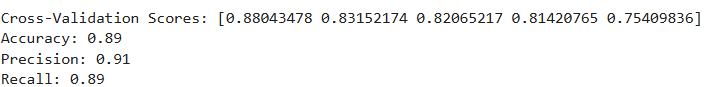 Cross-Validation Scores: [0.88043478 0.83152174 0.82065217 0.81420765 0.75409836]
Accuracy: 0.89
Precision: 0.91
Recall: 0.89